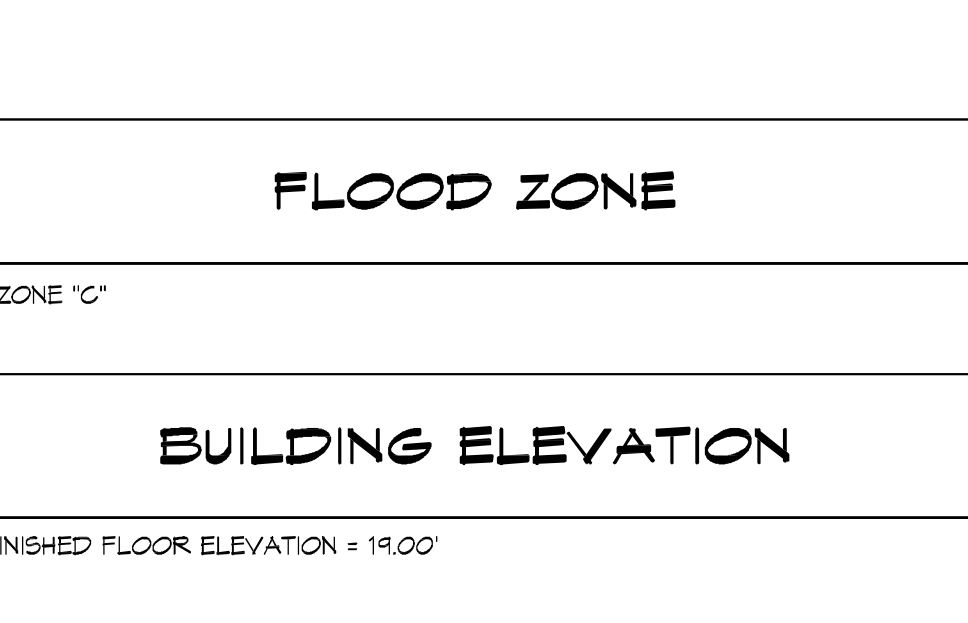 FLOOD ZONE
ZONE "C"
BUILDING ELEVATION
INISHED FLOOR ELEVATION = 19.00'